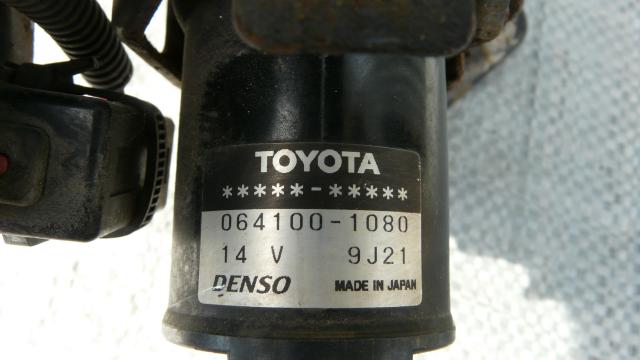 TOYOTA
*****-*****
064100-1080
14 V 9J21
DENSO MADE IN JAPAN